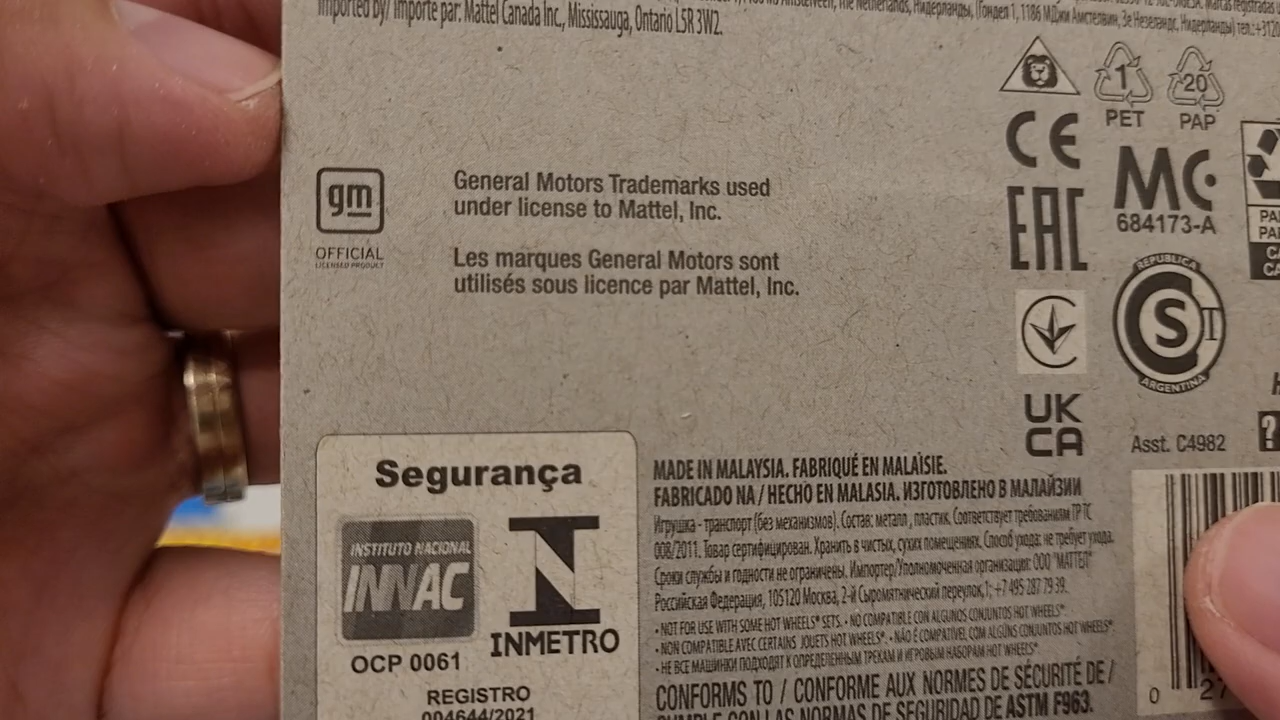 Imported by/ Importé par: Mattel Canada Inc., Mississauga, Ontario L5R 3W2.
gm
OFFICIAL
LICENSED PRODUCT
General Motors Trademarks used
under license to Mattel, Inc.
Les marques General Motors sont
utilisés sous licence par Mattel, Inc.
1
PET
20
PAP
CE
EAC
MC
684173-A
REPUBLICA
S
ARGENTINA
UK
CA
Asst. C4982
Segurança
INSTITUTO NACIONAL
INNAC
OCP 0061
INMETRO
REGISTRO
004644/2021
MADE IN MALAYSIA. FABRIQUÉ EN MALAISIE.
FABRICADO NA / HECHO EN MALASIA. ИЗГОТОВЛЕНО В МАЛАЙЗИИ
Игрушка - транспорт (без механизмов). Состав: металл, пластик. Соответствует требованиям ТР ТС
008/2011. Товар сертифицирован. Хранить в чистых, сухих помещениях. Способ ухода: не требует ухода.
Сроки службы и годности не ограничены. Импортер/Уполномоченная организация: ООО "МАТТЕЛ"
Российская Федерация, 105120 Москва, 2-й Сыромятнический переулок,1; +7 495 287 79 39.
• NOT FOR USE WITH SOME HOT WHEELS® SETS. • NO COMPATIBLE CON ALGUNOS CONJUNTOS HOT WHEELS®.
• NON COMPATIBLE AVEC CERTAINS JOUETS HOT WHEELS®. • NÃO É COMPATÍVEL COM ALGUNS CONJUNTOS HOT WHEELS®.
• НЕ ВСЕ МАШИНКИ ПОДХОДЯТ К ОПРЕДЕЛЕННЫМ ТРЕКАМ И ИГРОВЫМ НАБОРАМ HOT WHEELS®.
CONFORMS TO / CONFORME AUX NORMES DE SÉCURITÉ DE /
CUMPLE CON LAS NORMAS DE SEGURIDAD DE ASTM F963.
0 27